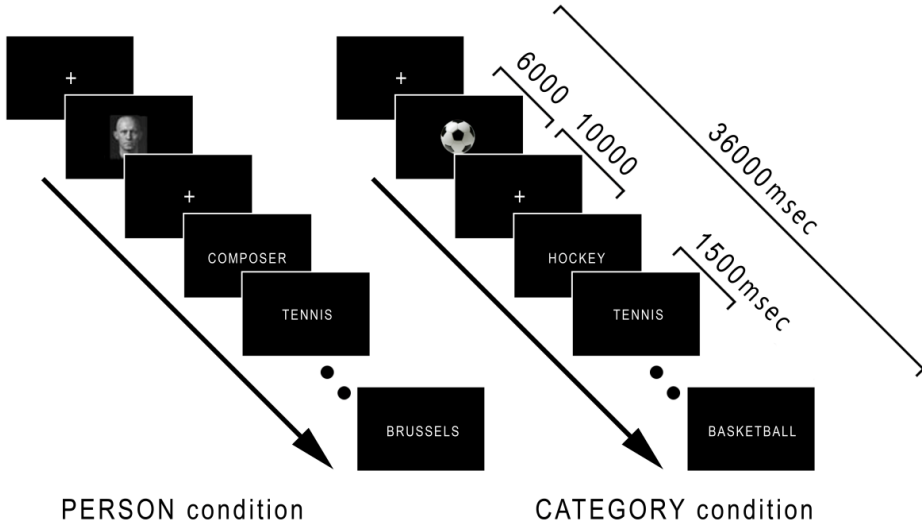 +
+
6000
10000
36000msec
+
+
COMPOSER
HOCKEY
1500msec
TENNIS
TENNIS
BRUSSELS
BASKETBALL
PERSON condition
CATEGORY condition